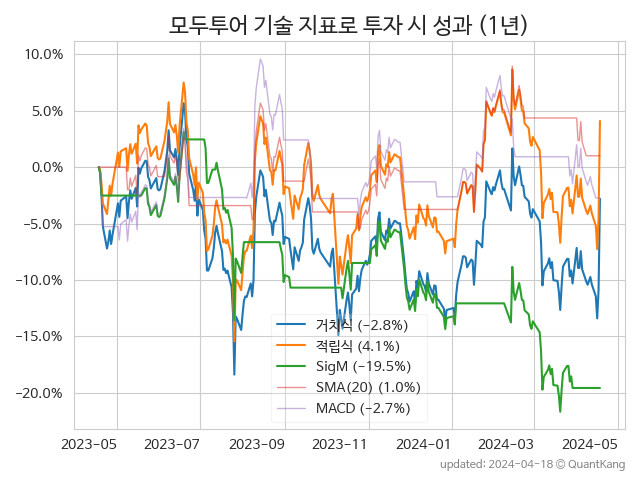 모두투어 기술 지표로 투자 시 성과 (1년)
10.0%
5.0%
0.0%
−5.0%
−10.0%
−15.0%
−20.0%
거치식 (−2.8%)
적립식 (4.1%)
SigM (−19.5%)
SMA(20) (1.0%)
MACD (−2.7%)
2023-05 2023-07 2023-09 2023-11 2024-01 2024-03 2024-05
updated: 2024-04-18 © QuantKang